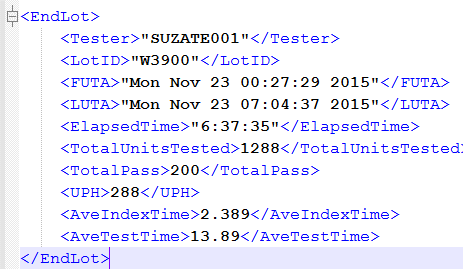 <EndLot>
<Tester>"SUZATE001"</Tester>
<LotID>"W3900"</LotID>
<FUTA>"Mon Nov 23 00:27:29 2015"</FUTA>
<LUTA>"Mon Nov 23 07:04:37 2015"</LUTA>
<ElapsedTime>"6:37:35"</ElapsedTime>
<TotalUnitsTested>1288</TotalUnitsTested
<TotalPass>200</TotalPass>
<UPH>288</UPH>
<AveIndexTime>2.389</AveIndexTime>
<AveTestTime>13.89</AveTestTime>
</EndLot>